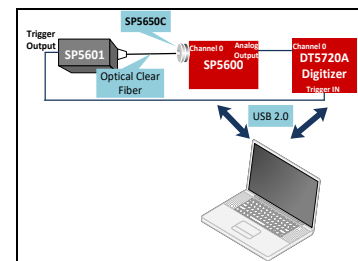 SP5650C
Trigger
Output
SP5601
Optical Clear
Fiber
Channel 0
Analog
Output
SP5600
Channel 0
DT5720A
Digitizer
Trigger IN
USB 2.0